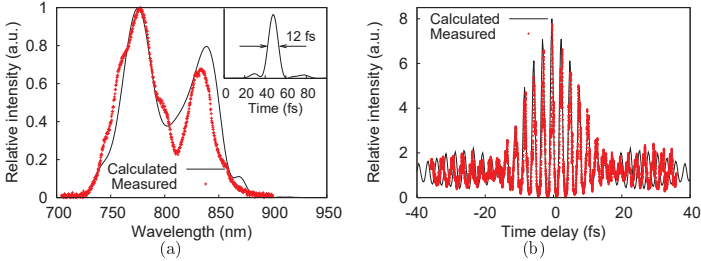 (a)
Relative intensity (a.u.)
1
0.8
0.6
0.4
0.2
0
700
750
800
850
900
950
Wavelength (nm)
Calculated
Measured
12 fs
0 20 40 60 80
Time (fs)
(a)
(b)
Relative intensity (a.u.)
8
6
4
2
0
-40
-20
0
20
40
Time delay (fs)
Calculated
Measured
(b)